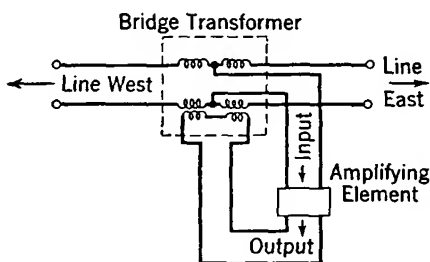 Bridge Transformer
Line West
Line
East
Input
Amplifying
Element
Output